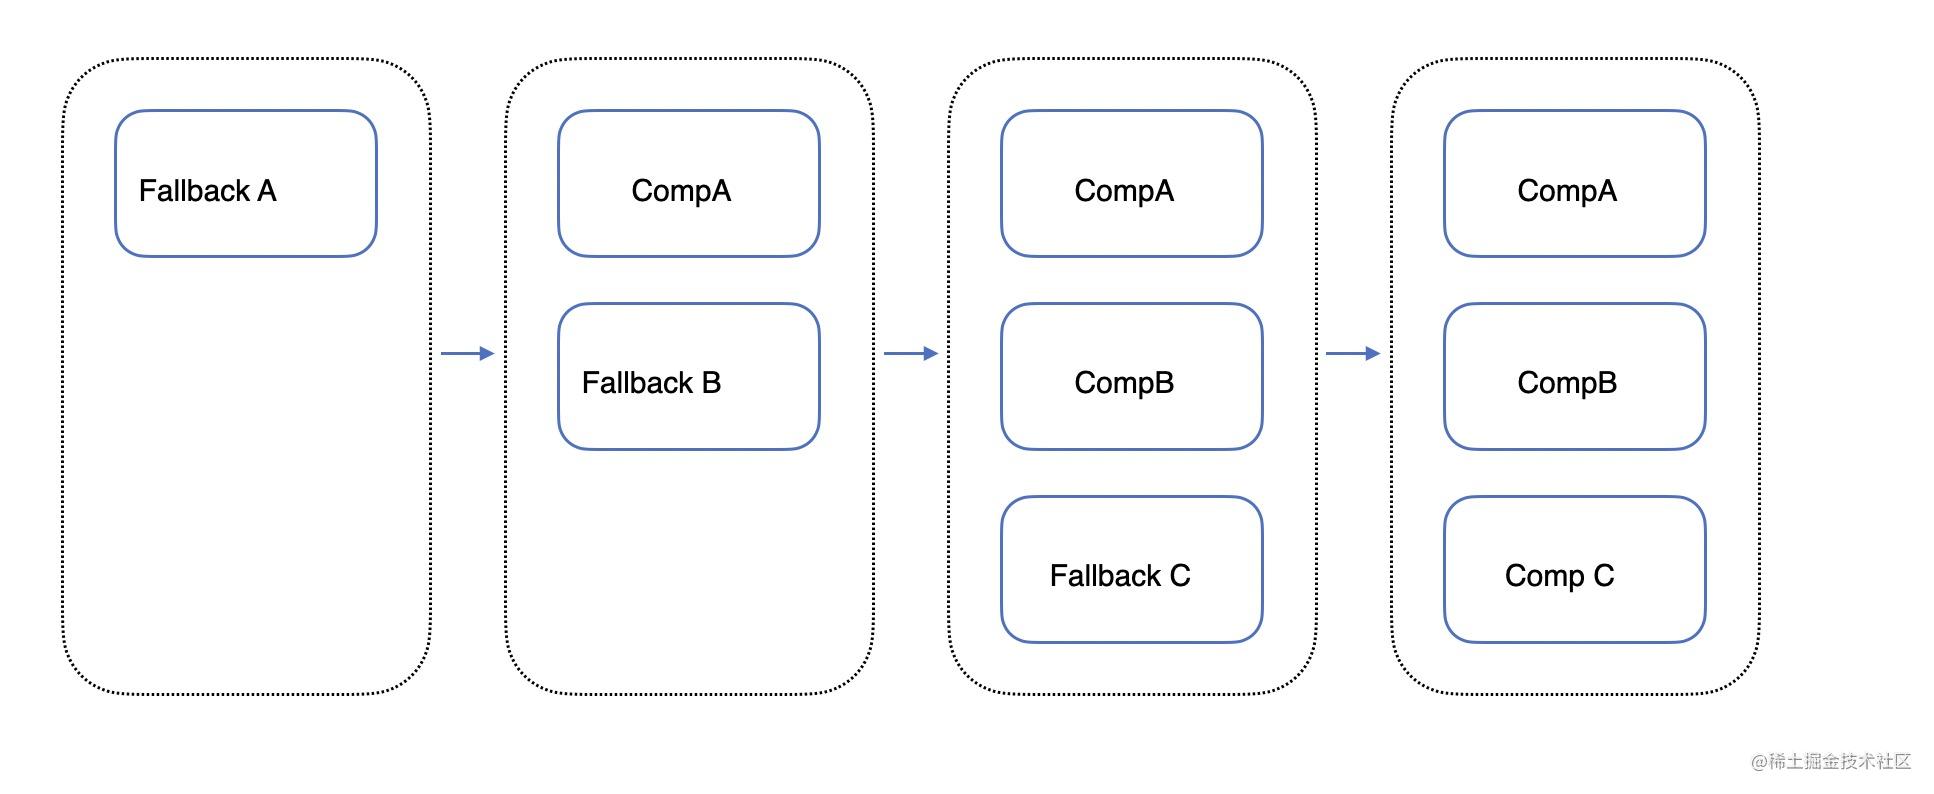 Fallback A
CompA
Fallback B
CompA
CompB
Fallback C
CompA
CompB
Comp C
@稀土掘金技术社区